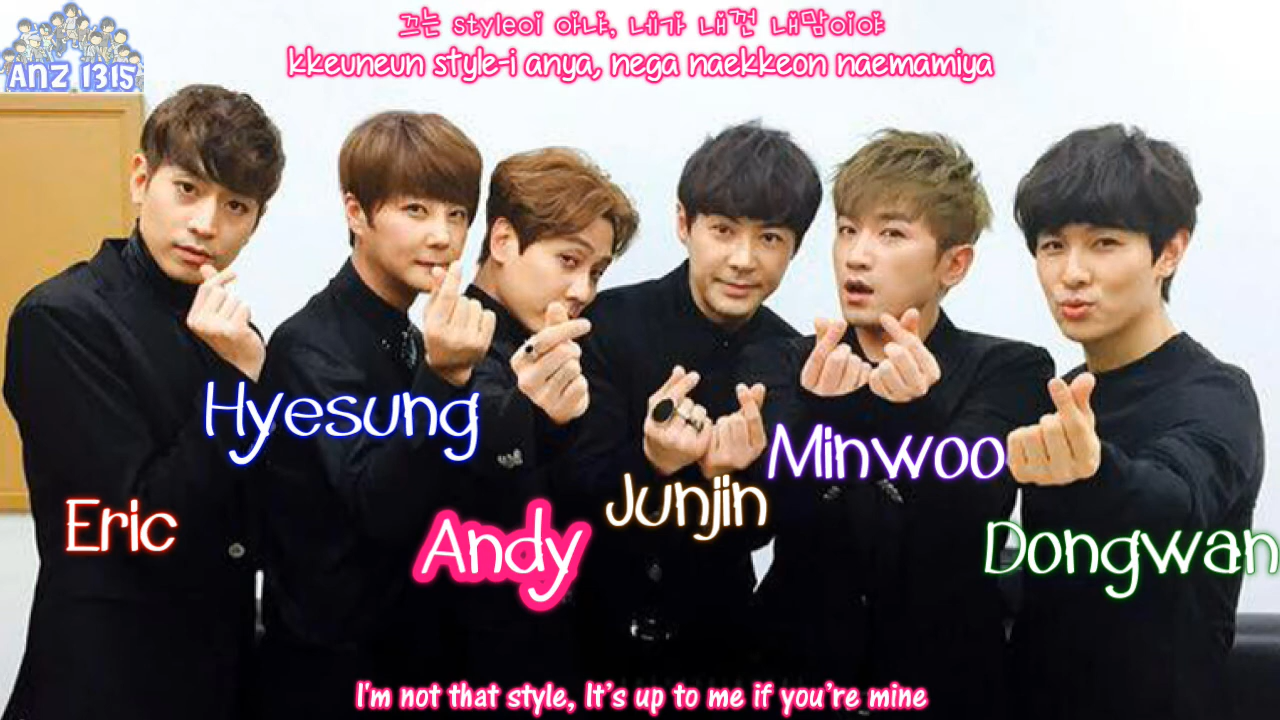 ANZ 1315
끄는 style이 아냐, 네가 내껀 내맘이야
kkeuneun style-i anya, nega naekkeon naemamiya
Hyesung
Minwoo
Junjin
Eric
Andy
Dongwan
I'm not that style, It's up to me if you're mine